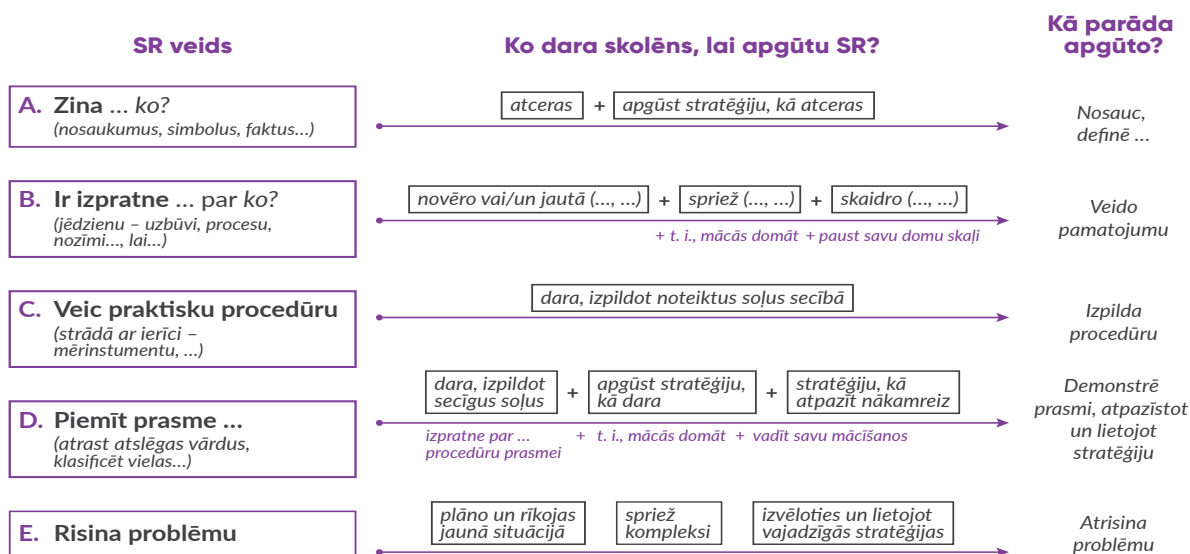 SR veids
Ko dara skolēns, lai apgūtu SR?
Kā parāda
apgūto?
A. Zina ... ko?
(nosaukumus, simbolus, faktus...)
atceras + apgūst stratēģiju, kā atceras
Nosauc,
definē ...
B. Ir izpratne ... par ko?
(jēdzienu – uzbūvi, procesu,
nozīmi..., lai...)
novēro vai/un jautā (..., ...) + spriež (..., ...) + skaidro (..., ...)
+ t. i., mācās domāt + paust savu domu skaļi
Veido
pamatojumu
C. Veic praktisku procedūru
(strādā ar ierīci –
mērinstumentu, ...)
dara, izpildot noteiktus soļus secībā
Izpilda
procedūru
D. Piemīt prasme ...
(atrast atslēgas vārdus,
klasificēt vielas...)
dara, izpildot
secīgus soļus
+
apgūst stratēģiju,
kā dara
+
stratēģiju, kā
atpazīt nākamreiz
izpratne par ... + t. i., mācās domāt + vadīt savu mācīšanos
procedūru prasmei
Demonstrē
prasmi, atpazīstot
un lietojot
stratēģiju
E. Risina problēmu
plāno un rīkojas
jaunā situācijā
spriež
kompleksi
izvēloties un lietojot
vajadzīgās stratēģijas
Atrisina
problēmu